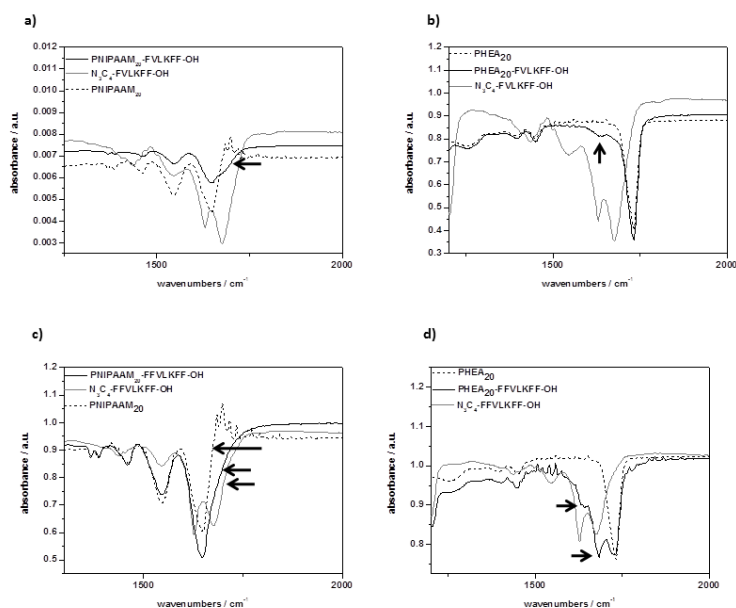 a)
0.012
0.011
0.010
0.009
0.008
0.007
0.006
0.005
0.004
0.003
absorbance / a.u.
PNIPAAM20-FVLKFF-OH
N3C4-FVLKFF-OH
PNIPAAM20
1500
2000
wavenumbers / cm-1
b)
1.2
1.1
1.0
0.9
0.8
0.7
0.6
0.5
0.4
0.3
absorbance / a.u.
PHEA20
PHEA20-FVLKFF-OH
N3C4-FVLKFF-OH
1500
2000
wavenumbers / cm-1
c)
1.2
1.1
1.0
0.9
0.8
0.7
0.6
0.5
absorbance / a.u.
PNIPAAM20-FFVLKFF-OH
N3C4-FFVLKFF-OH
PNIPAAM20
1500
2000
wavenumbers / cm-1
d)
1.2
1.1
1.0
0.9
0.8
absorbance / a.u.
PHEA20
PHEA20-FFVLKFF-OH
N3C4-FFVLKFF-OH
1500
2000
wavenumbers / cm-1